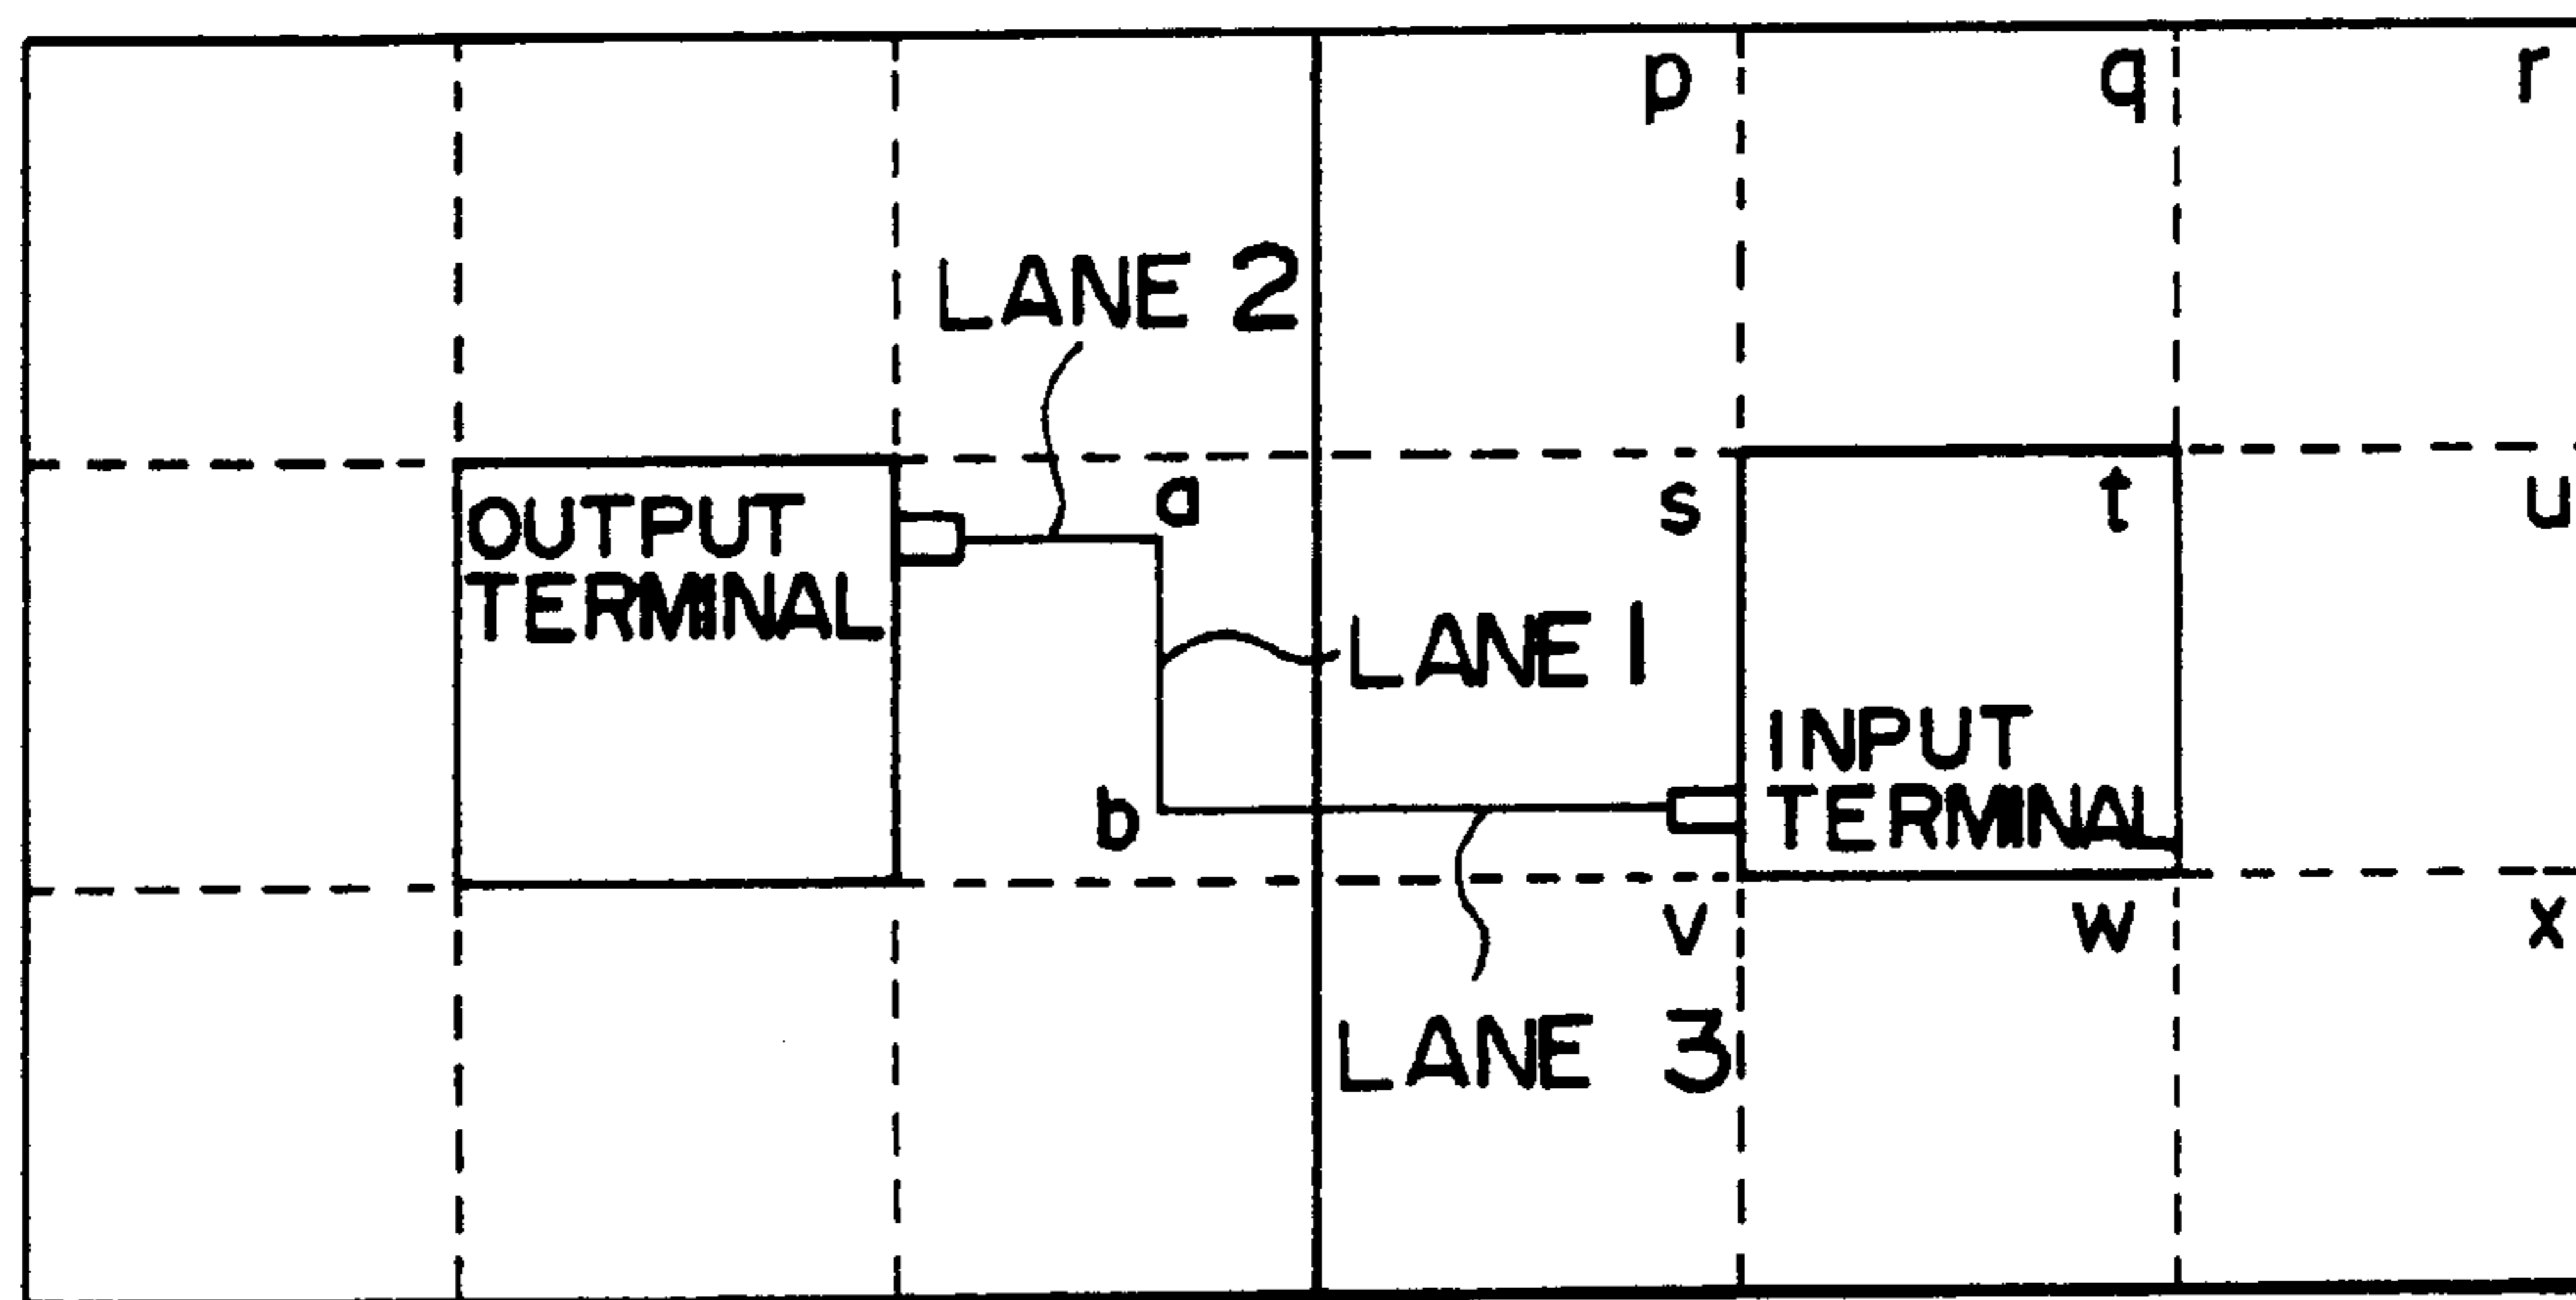 p q r
LANE 2
a s t u
OUTPUT
TERMINAL
LANE 1
INPUT
TERMINAL
b
v w x
LANE 3